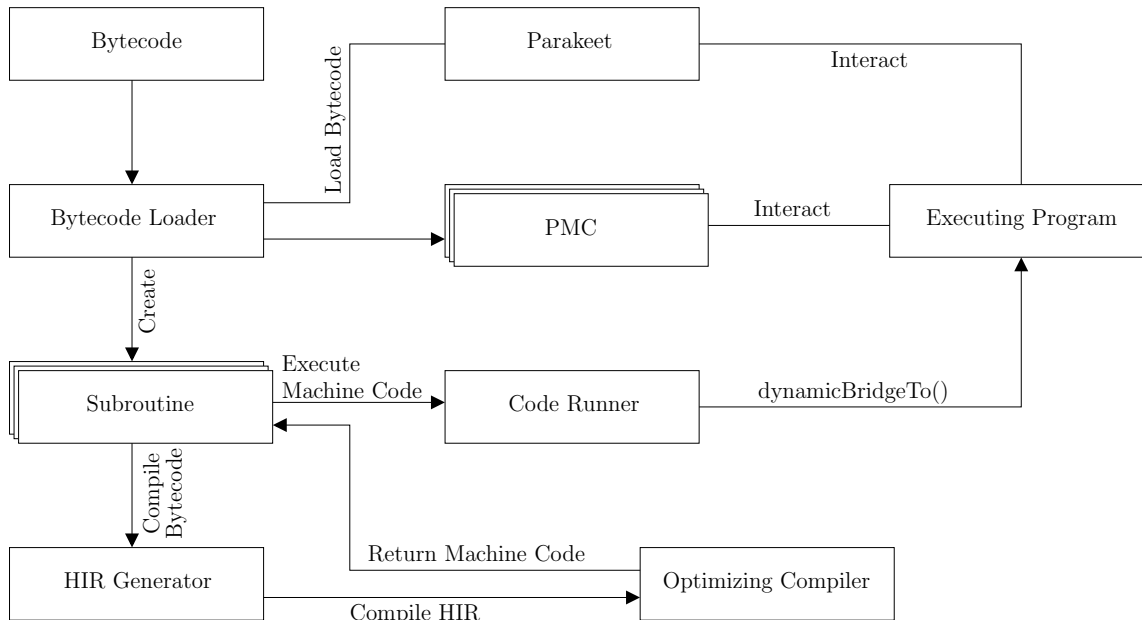 Bytecode
Parakeet
Interact
Load Bytecode
Bytecode Loader
PMC
Interact
Executing Program
Create
Execute
Machine Code
Subroutine
Code Runner
dynamicBridgeTo()
Compile
Bytecode
Return Machine Code
HIR Generator
Optimizing Compiler
Compile HIR